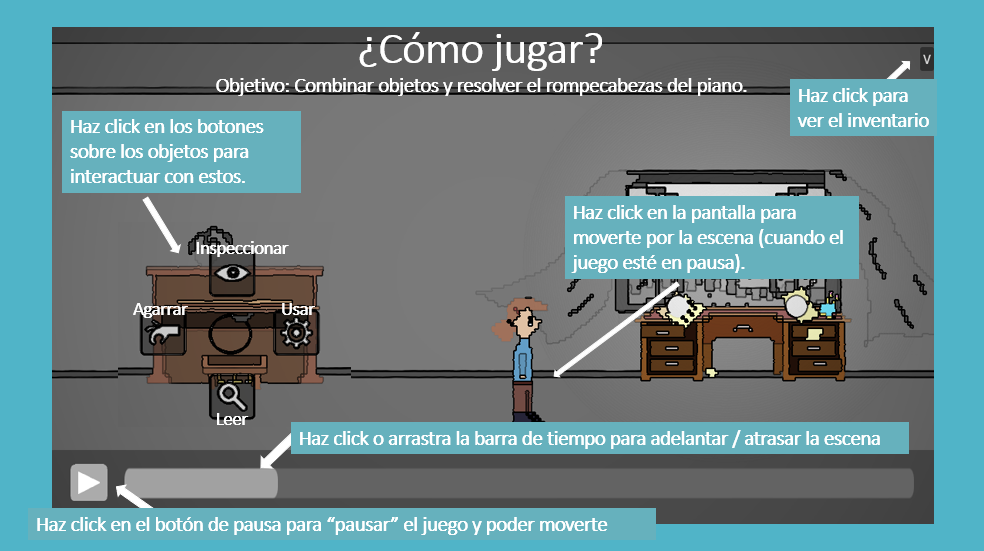 ¿Cómo jugar?
Objetivo: Combinar objetos y resolver el rompecabezas del piano.
v
Haz click para
ver el inventario
Haz click en los botones
sobre los objetos para
interactuar con estos.
Haz click en la pantalla para
moverte por la escena (cuando el
juego esté en pausa).
Inspeccionar
Agarrar
Usar
Leer
Haz click o arrastra la barra de tiempo para adelantar / atrasar la escena
Haz click en el botón de pausa para “pausar” el juego y poder moverte